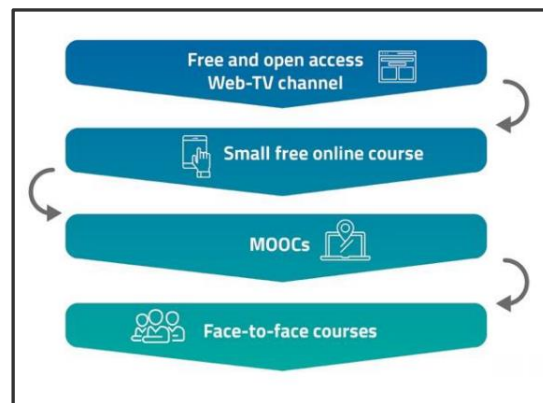 Free and open access
Web-TV channel
Small free online course
MOOCs
Face-to-face courses